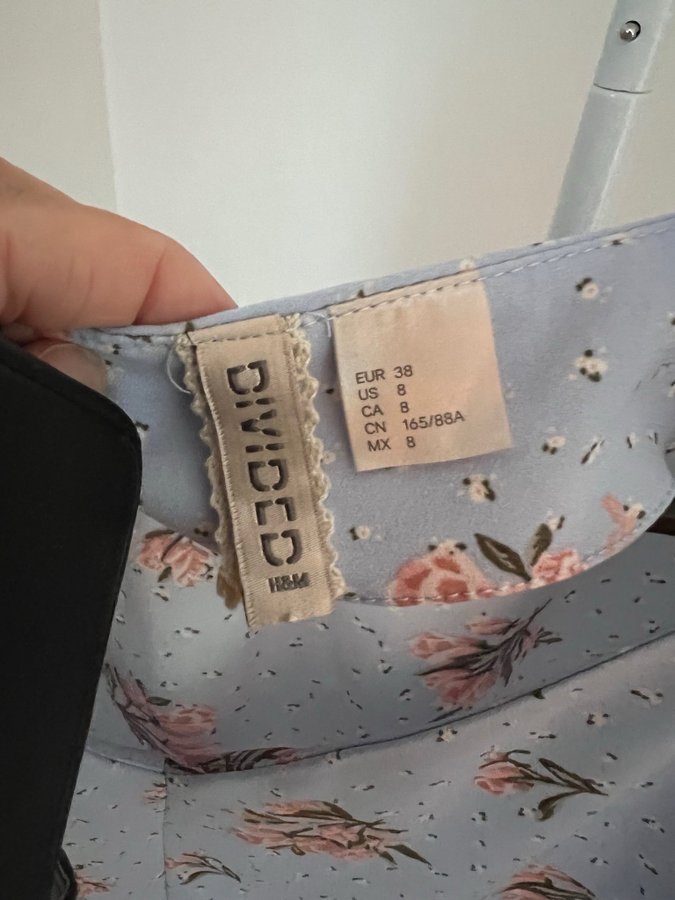 DIVIDED
H&M
EUR 38
US 8
CA 8
CN 165/88A
MX 8